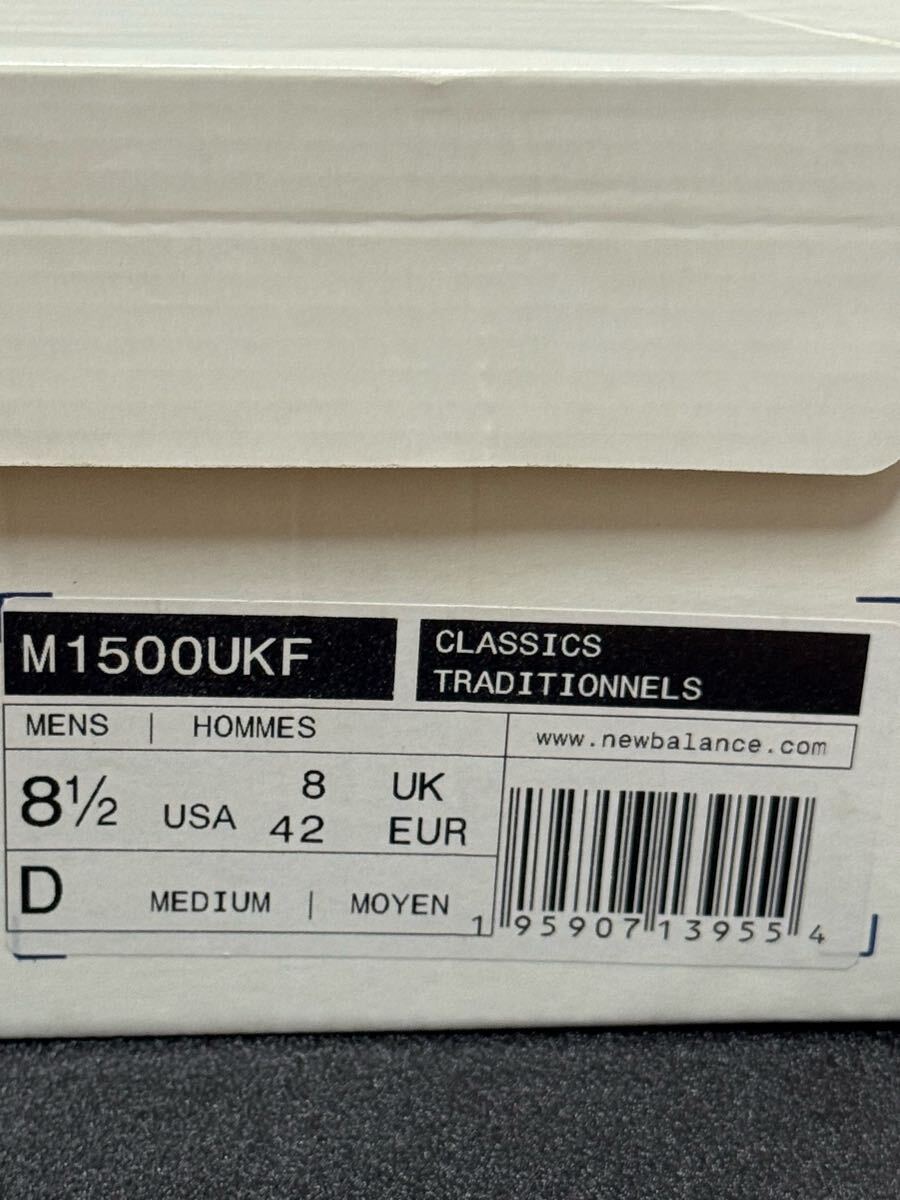 M1500UKF
CLASSICS
TRADITIONNELS
MENS | HOMMES
www.newbalance.com
8½ USA 8 UK
42 EUR
D MEDIUM | MOYEN
1 95907 13955 4